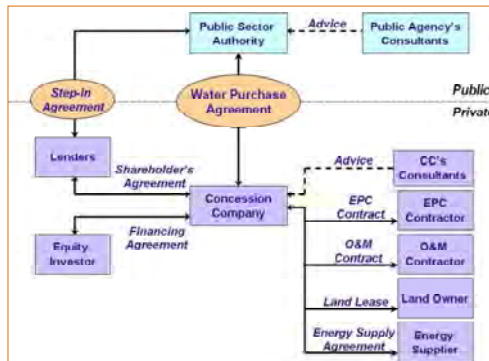 Public Sector
Authority
Advice
Public Agency's
Consultants
Step-In
Agreement
Water Purchase
Agreement
Public
Private
Lenders
Shareholder's
Agreement
Advice
CC's
Consultants
Concession
Company
EPC
Contract
EPC
Contractor
Equity
Investor
Financing
Agreement
O&M
Contract
O&M
Contractor
Land Lease
Land Owner
Energy Supply
Agreement
Energy
Supplier